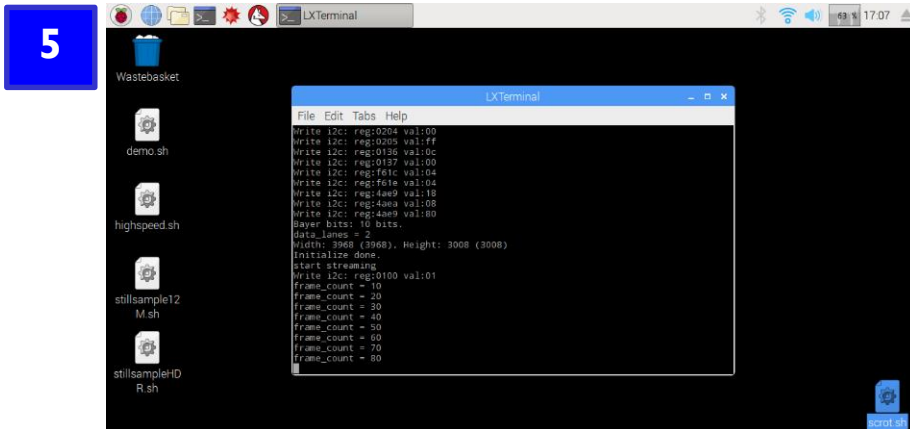 5
LXTerminal
63 %
17:07
Wastebasket
demo.sh
highspeed.sh
stillsample12
M.sh
stillsampleHD
R.sh
LXTerminal
File Edit Tabs Help
Write i2c: reg:0204 val:00
Write i2c: reg:0205 val:ff
Write i2c: reg:0136 val:0c
Write i2c: reg:0137 val:00
Write i2c: reg:f61c val:04
Write i2c: reg:f61e val:04
Write i2c: reg:4ae9 val:18
Write i2c: reg:4aea val:08
Write i2c: reg:4ae9 val:80
Bayer bits: 10 bits.
data_lanes = 2
Width: 3968 (3968), Height: 3008 (3008)
Initialize done.
start streaming
Write i2c: reg:0100 val:01
frame_count = 10
frame_count = 20
frame_count = 30
frame_count = 40
frame_count = 50
frame_count = 60
frame_count = 70
frame_count = 80
scrot.sh